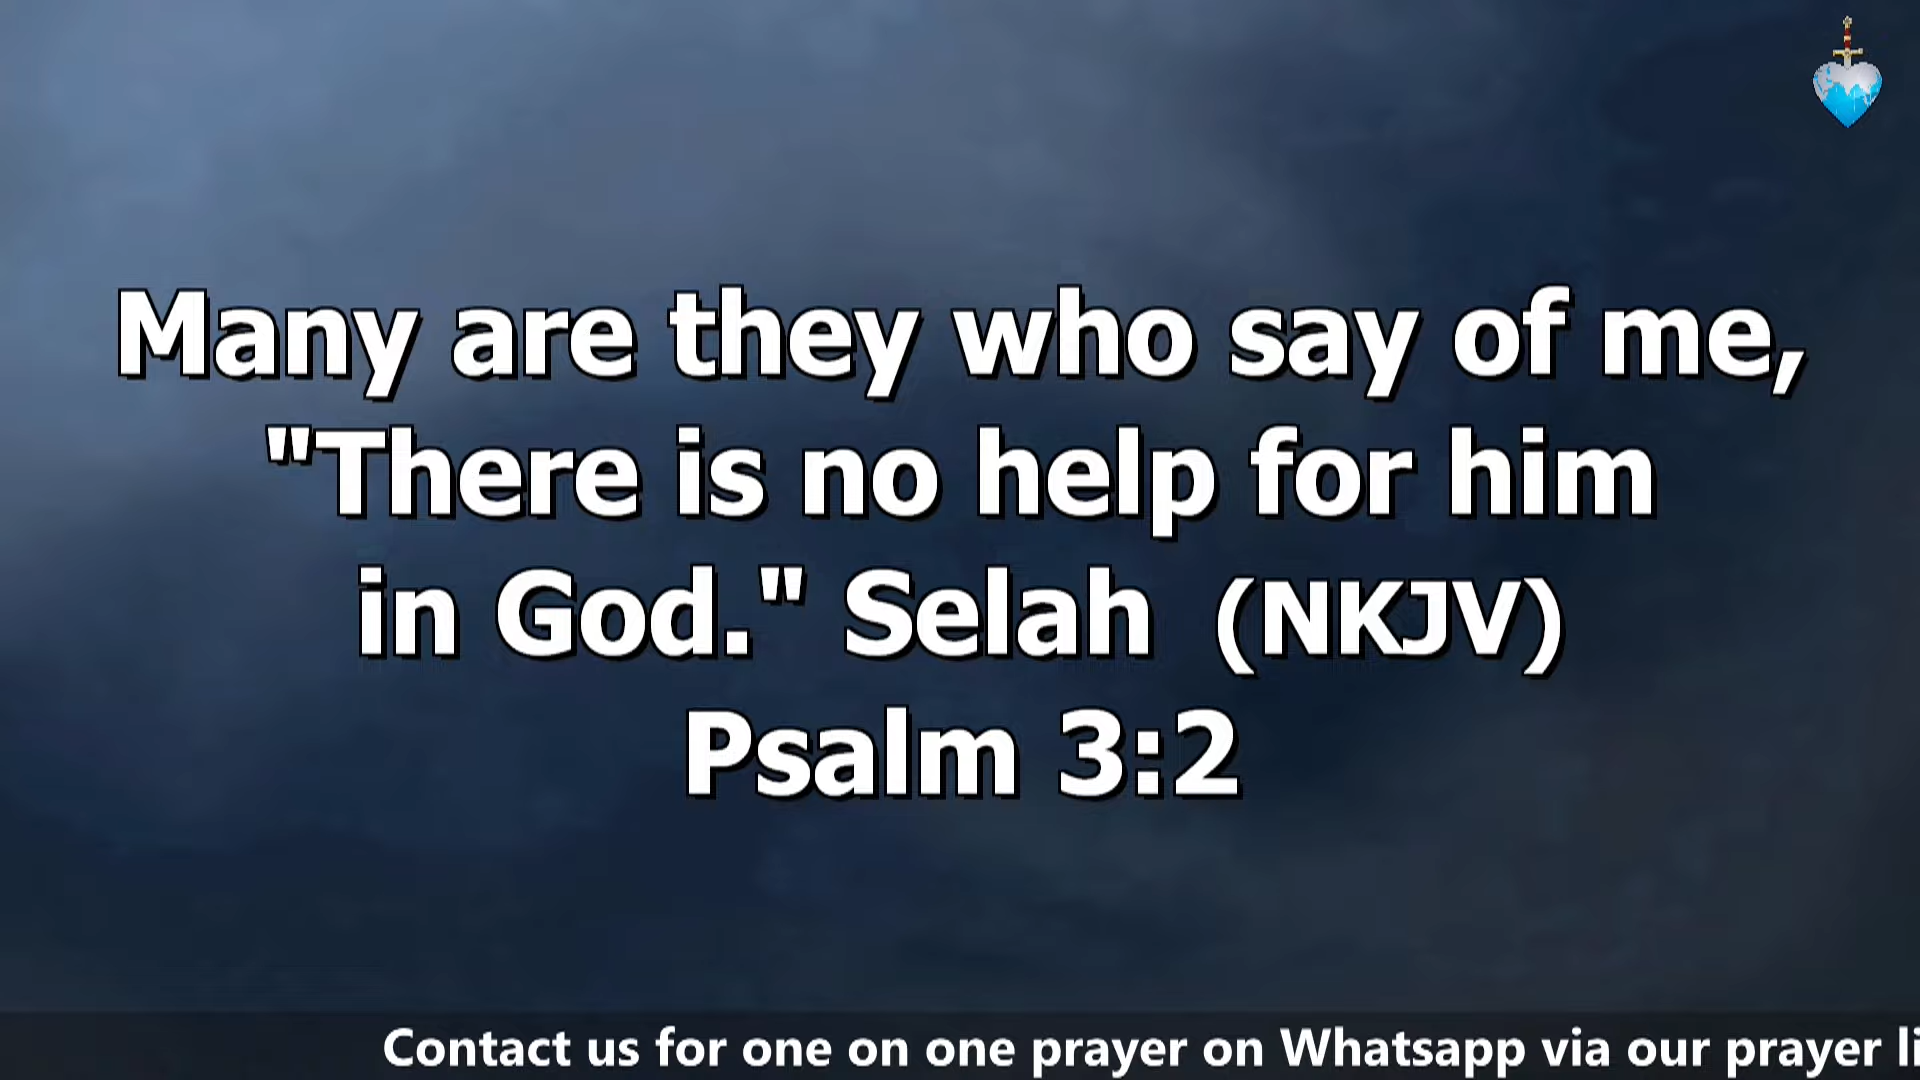 Many are they who say of me,
"There is no help for him
in God." Selah (NKJV)
Psalm 3:2
Contact us for one on one prayer on Whatsapp via our prayer li